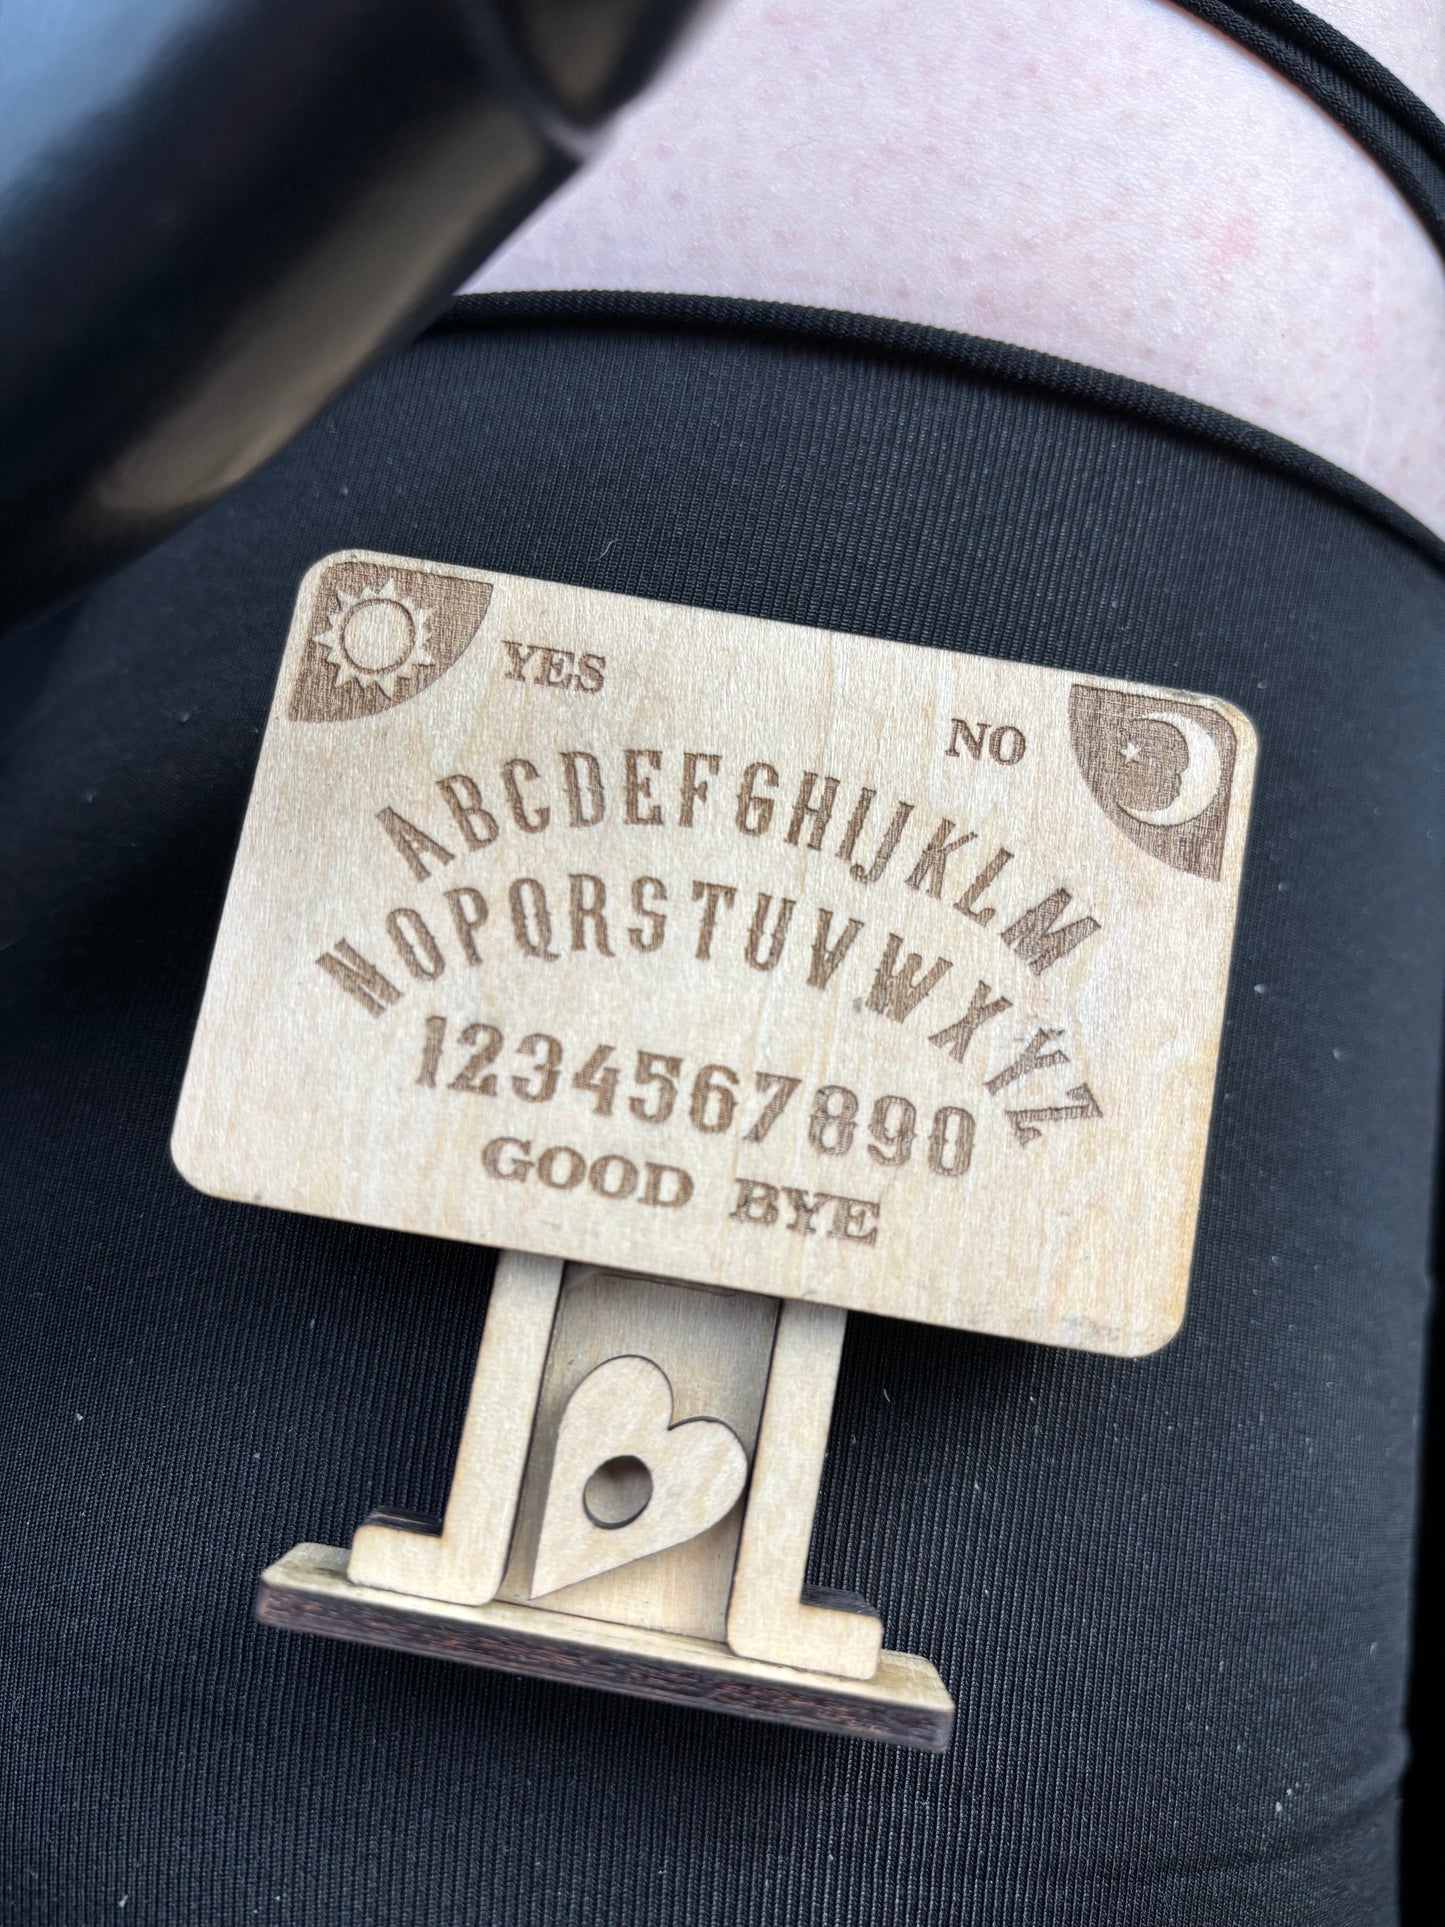 YES NO
ABCDEFGHIJKLM
NOPQRSTUVWXYZ
1234567890
GOOD BYE